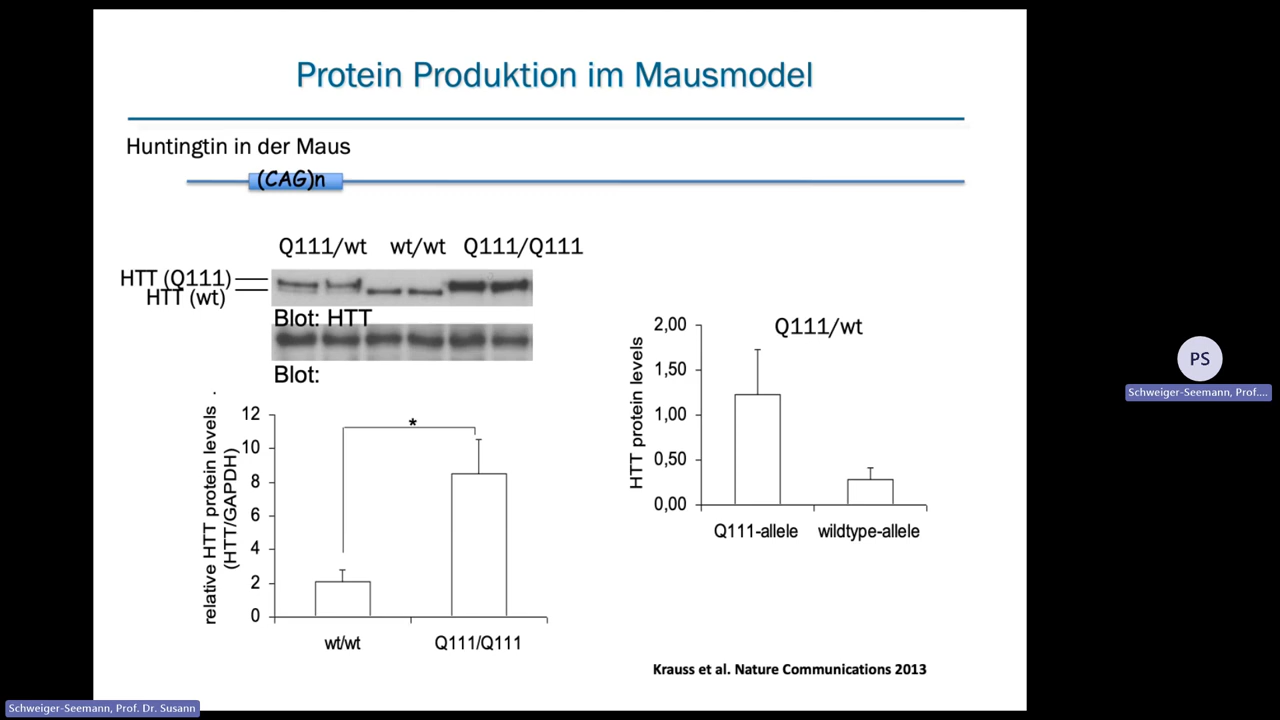 Protein Produktion im Mausmodel
Huntingtin in der Maus
(CAG)n
Q111/wt wt/wt Q111/Q111
HTT (Q111)
HTT (wt)
Blot: HTT
Blot:
relative HTT protein levels .
(HTT/GAPDH)
12
10
8
6
4
2
0
*
wt/wt Q111/Q111
Q111/wt
HTT protein levels
2,00
1,50
1,00
0,50
0,00
Q111-allele wildtype-allele
Krauss et al. Nature Communications 2013
PS
Schweiger-Seemann, Prof....
Schweiger-Seemann, Prof. Dr. Susann